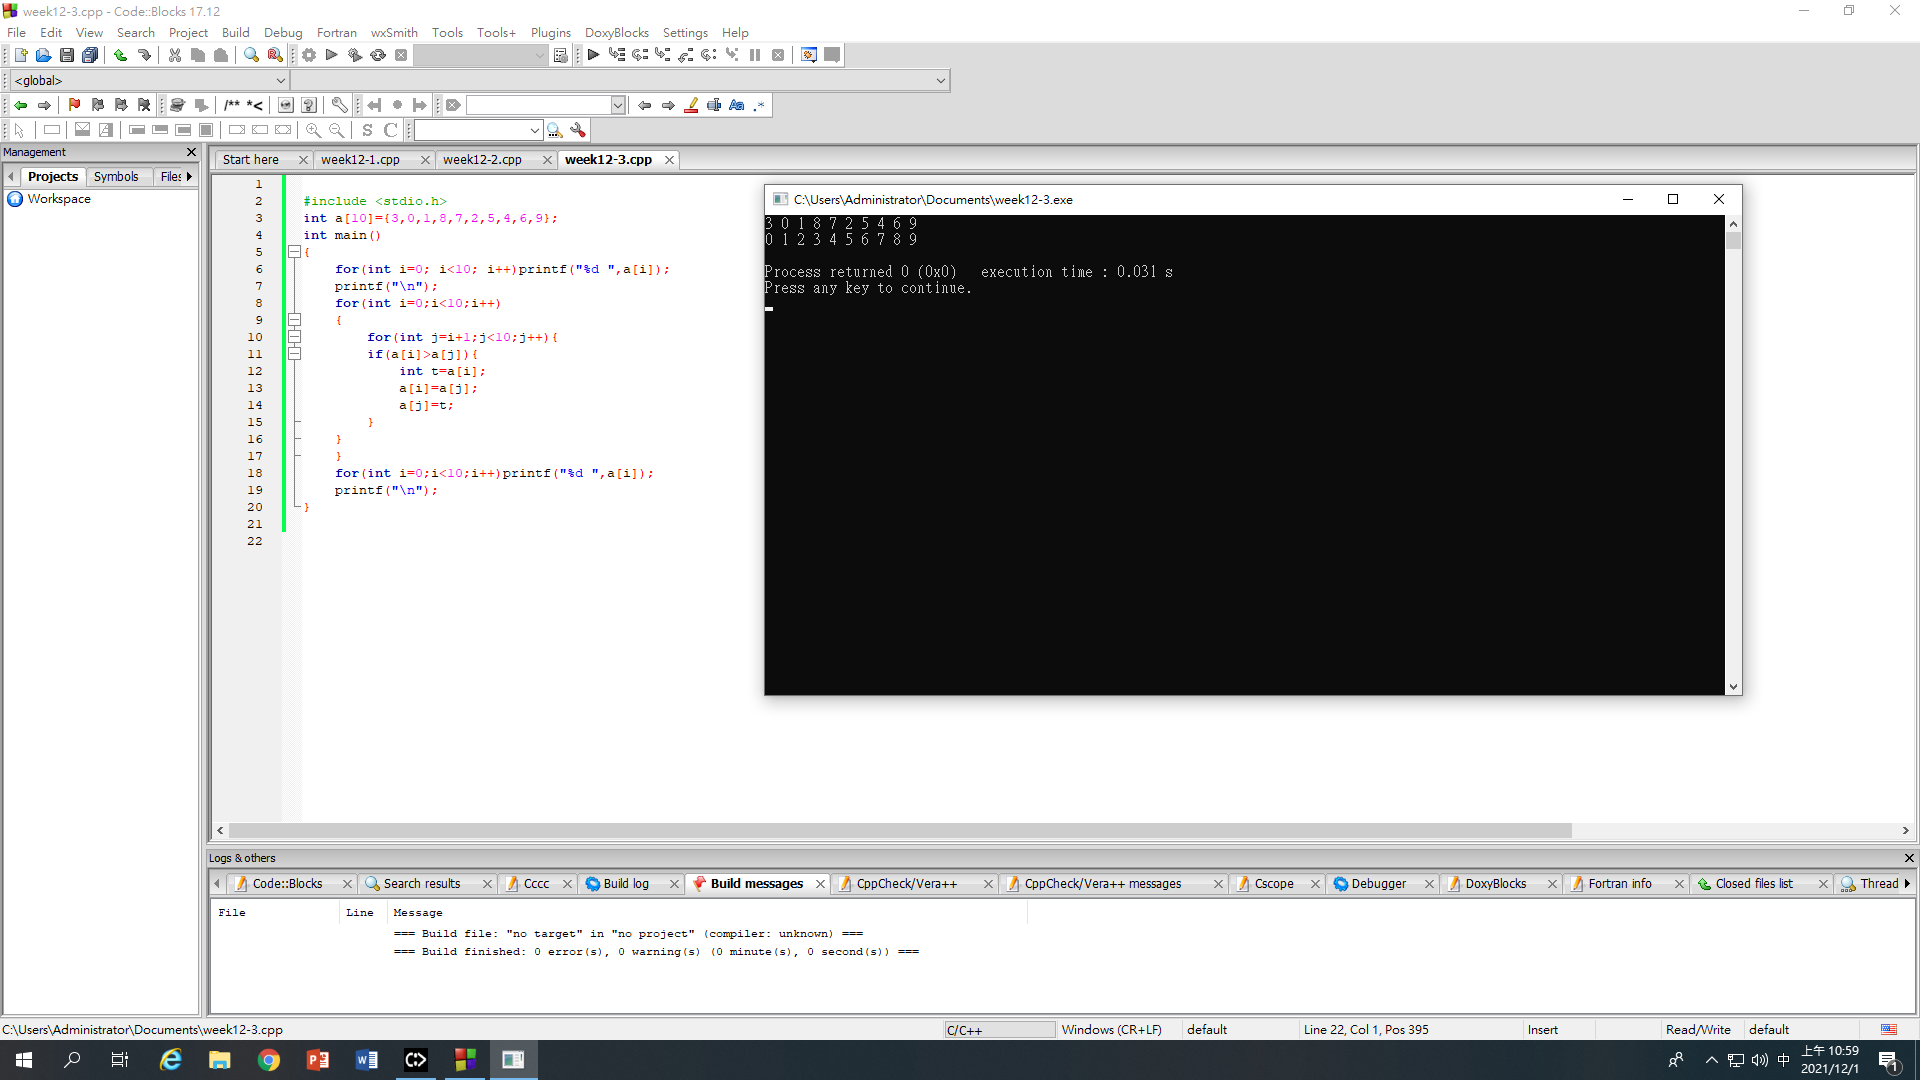 week12-3.cpp - Code::Blocks 17.12
File Edit View Search Project Build Debug Fortran wxSmith Tools Tools+ Plugins DoxyBlocks Settings Help
<global>
/** *<
S C
Management
Projects Symbols Files
Workspace
Start here week12-1.cpp week12-2.cpp week12-3.cpp
1
2 #include <stdio.h>
3 int a[10]={3,0,1,8,7,2,5,4,6,9};
4 int main()
5 {
6 for(int i=0; i<10; i++)printf("%d ",a[i]);
7 printf("\n");
8 for(int i=0;i<10;i++)
9 {
10 for(int j=i+1;j<10;j++){
11 if(a[i]>a[j]){
12 int t=a[i];
13 a[i]=a[j];
14 a[j]=t;
15 }
16 }
17 }
18 for(int i=0;i<10;i++)printf("%d ",a[i]);
19 printf("\n");
20 }
21
22
C:\Users\Administrator\Documents\week12-3.exe
3 0 1 8 7 2 5 4 6 9
0 1 2 3 4 5 6 7 8 9
Process returned 0 (0x0)   execution time : 0.031 s
Press any key to continue.
Logs & others
Code::Blocks Search results Cccc Build log Build messages CppCheck/Vera++ CppCheck/Vera++ messages Cscope Debugger DoxyBlocks Fortran info Closed files list Thread
File Line Message
=== Build file: "no target" in "no project" (compiler: unknown) ===
=== Build finished: 0 error(s), 0 warning(s) (0 minute(s), 0 second(s)) ===
C:\Users\Administrator\Documents\week12-3.cpp C/C++ Windows (CR+LF) default Line 22, Col 1, Pos 395 Insert Read/Write default
中 上午 10:59
2021/12/1 1